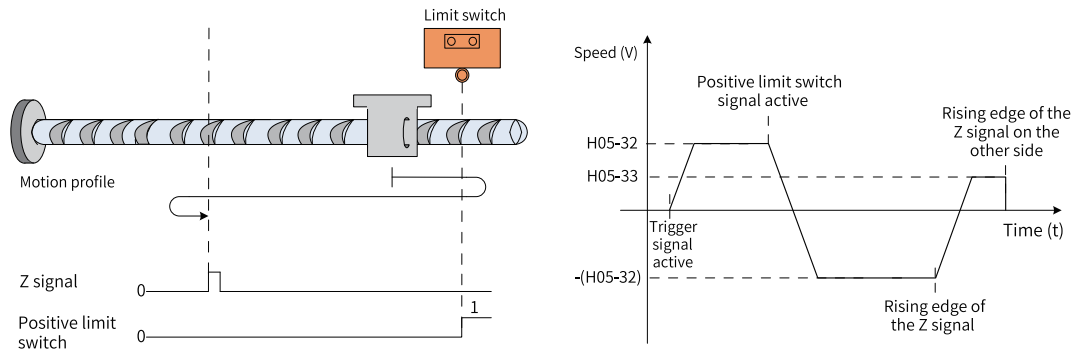 Limit switch
Motion profile
Z signal
0
Positive limit
switch
0
1
Speed (V)
Positive limit switch
signal active
Rising edge of the
Z signal on the
other side
H05-32
H05-33
Trigger
signal
active
Time (t)
-(H05-32)
Rising edge of
the Z signal